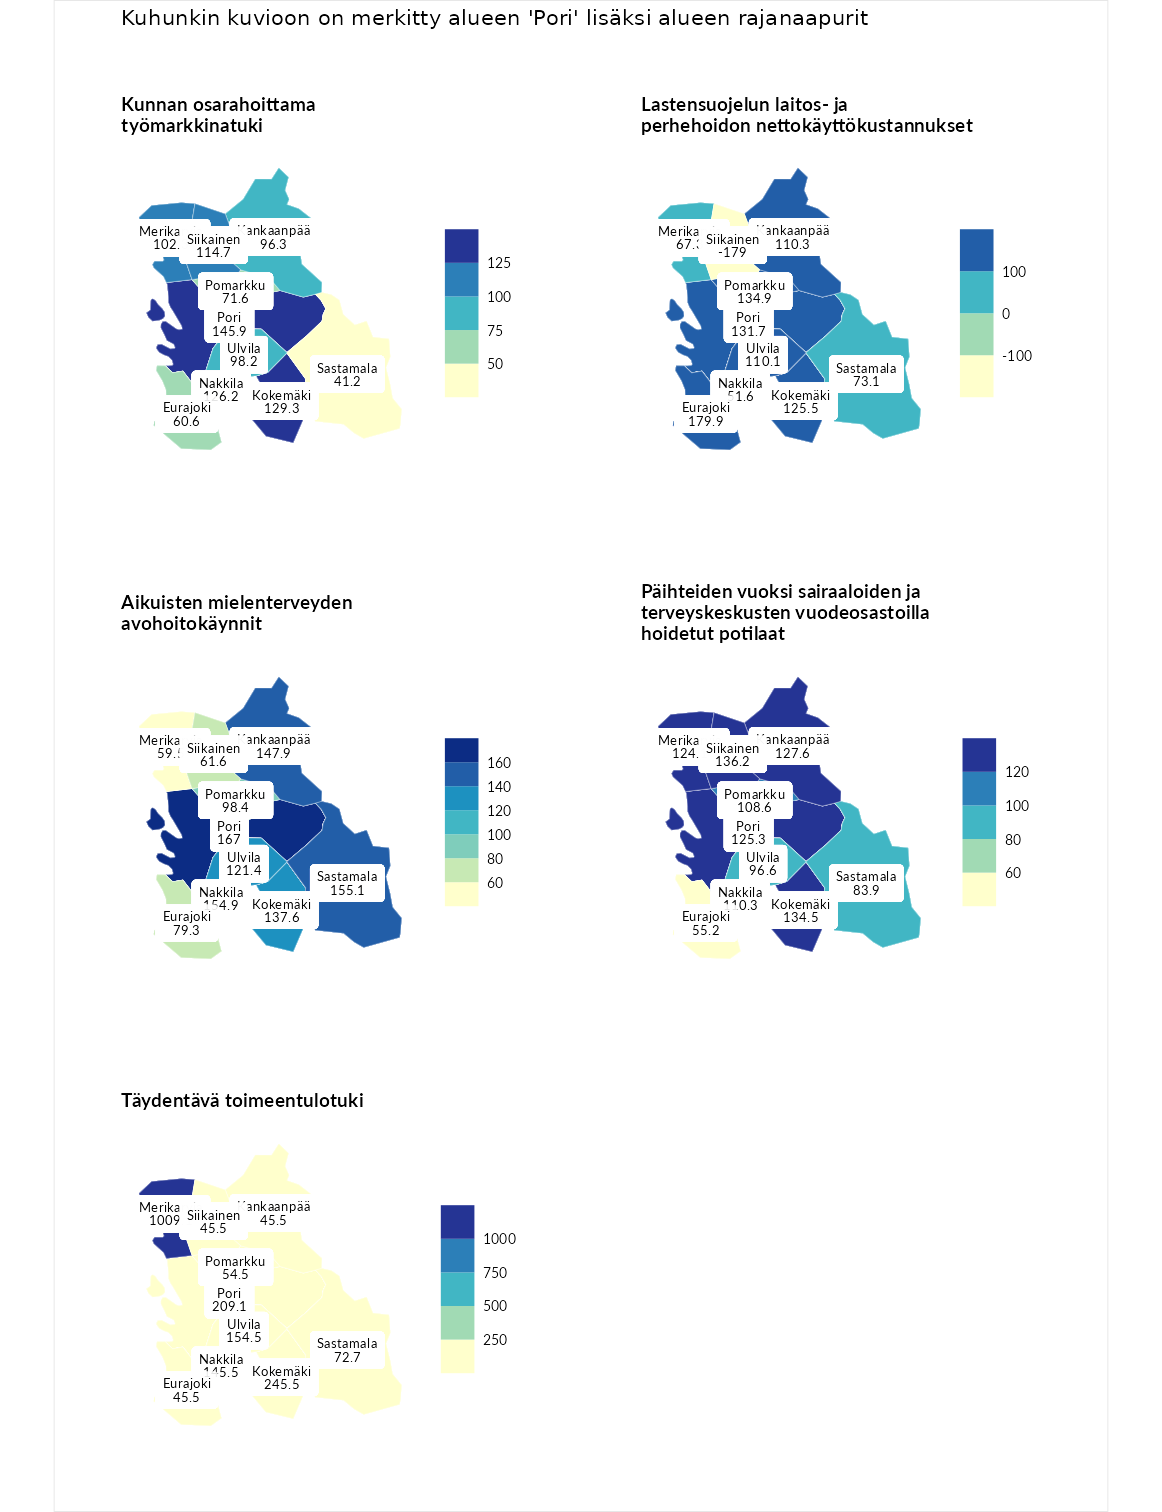 Kuhunkin kuvioon on merkitty alueen 'Pori' lisäksi alueen rajanaapurit
Kunnan osarahoittama
työmarkkinatuki
Siikainen
114.7
96.3
Pomarkku
71.6
Pori
145.9
Ulvila
98.2
Sastamala
41.2
Nakkila
Kokemäki
129.3
Eurajoki
60.6
125
100
75
50
Lastensuojelun laitos- ja
perhehoidon nettokäyttökustannukset
Siikainen
-179
110.3
Pomarkku
134.9
Pori
131.7
Ulvila
110.1
Sastamala
73.1
Nakkila
51.6
Kokemäki
125.5
Eurajoki
179.9
100
0
-100
Aikuisten mielenterveyden
avohoitokäynnit
Siikainen
61.6
147.9
Pomarkku
98.4
Pori
167
Ulvila
121.4
Sastamala
155.1
Nakkila
154.9
Kokemäki
137.6
Eurajoki
79.3
160
140
120
100
80
60
Päihteiden vuoksi sairaaloiden ja
terveyskeskusten vuodeosastoilla
hoidetut potilaat
Siikainen
136.2
127.6
Pomarkku
108.6
Pori
125.3
Ulvila
96.6
Sastamala
83.9
Nakkila
110.3
Kokemäki
134.5
Eurajoki
55.2
120
100
80
60
Täydentävä toimeentulotuki
Siikainen
45.5
45.5
Pomarkku
54.5
Pori
209.1
Ulvila
154.5
Sastamala
72.7
Nakkila
145.5
Kokemäki
245.5
Eurajoki
45.5
1000
750
500
250